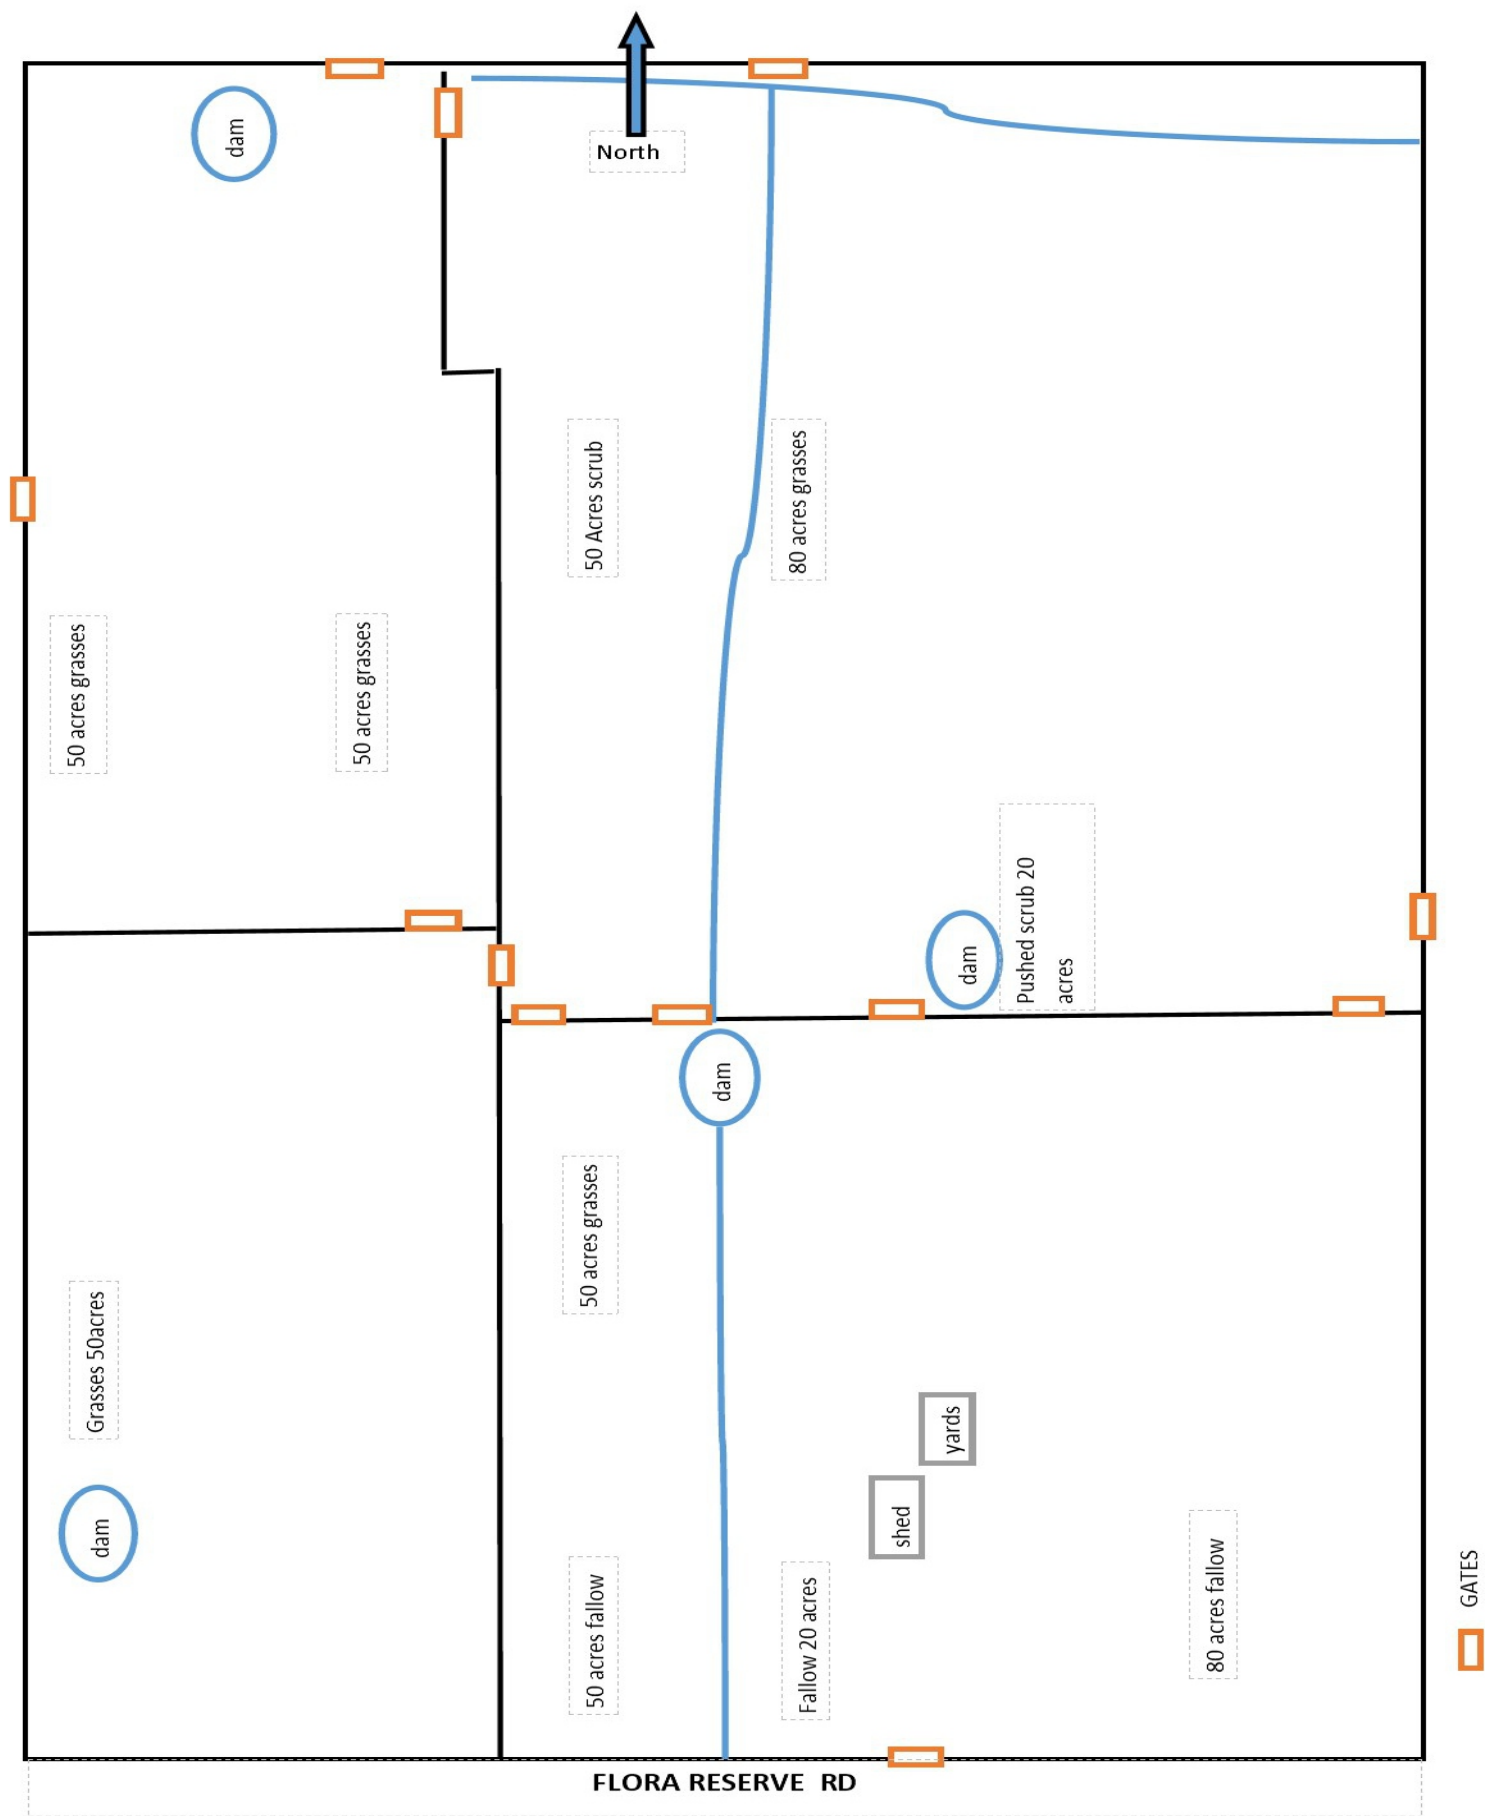 dam
North
50 Acres scrub
80 acres grasses
50 acres grasses
50 acres grasses
Pushed scrub 20
acres
dam
dam
50 acres grasses
Grasses 50acres
yards
dam
shed
50 acres fallow
Fallow 20 acres
80 acres fallow
GATES
FLORA RESERVE RD